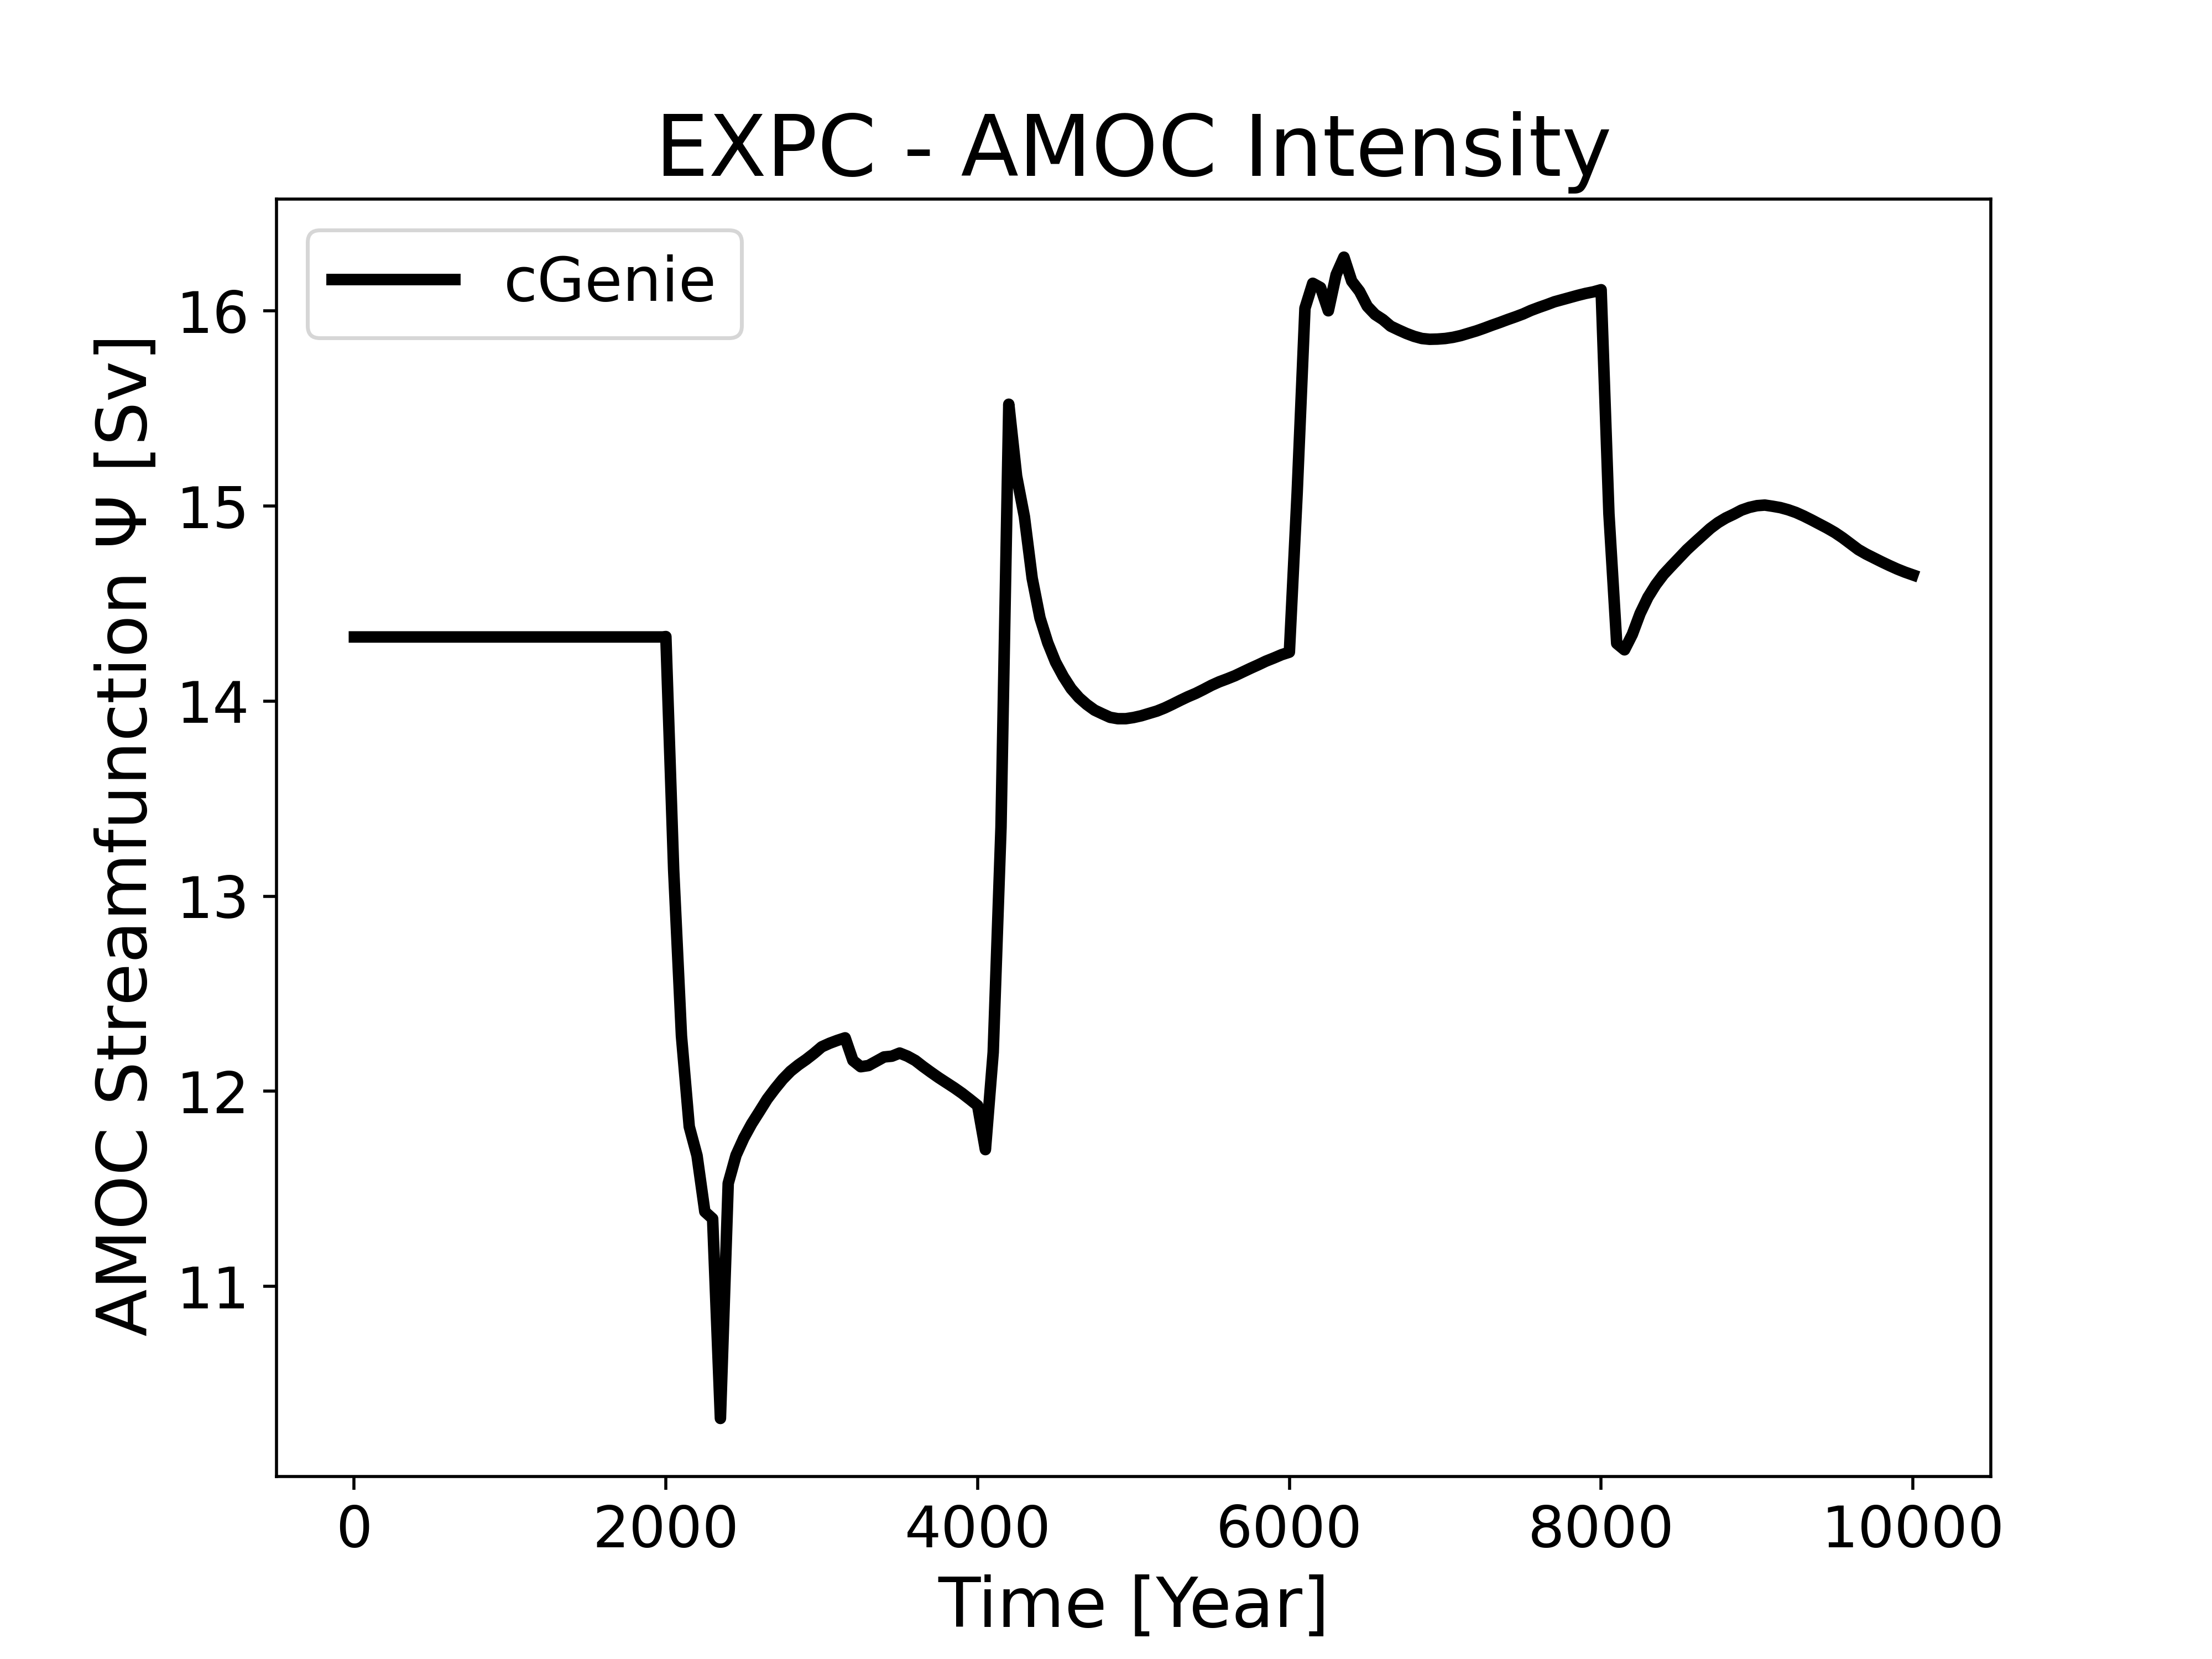 EXPC - AMOC Intensity
cGenie
AMOC Streamfunction Ψ [Sv]
16
15
14
13
12
11
0 2000 4000 6000 8000 10000
Time [Year]